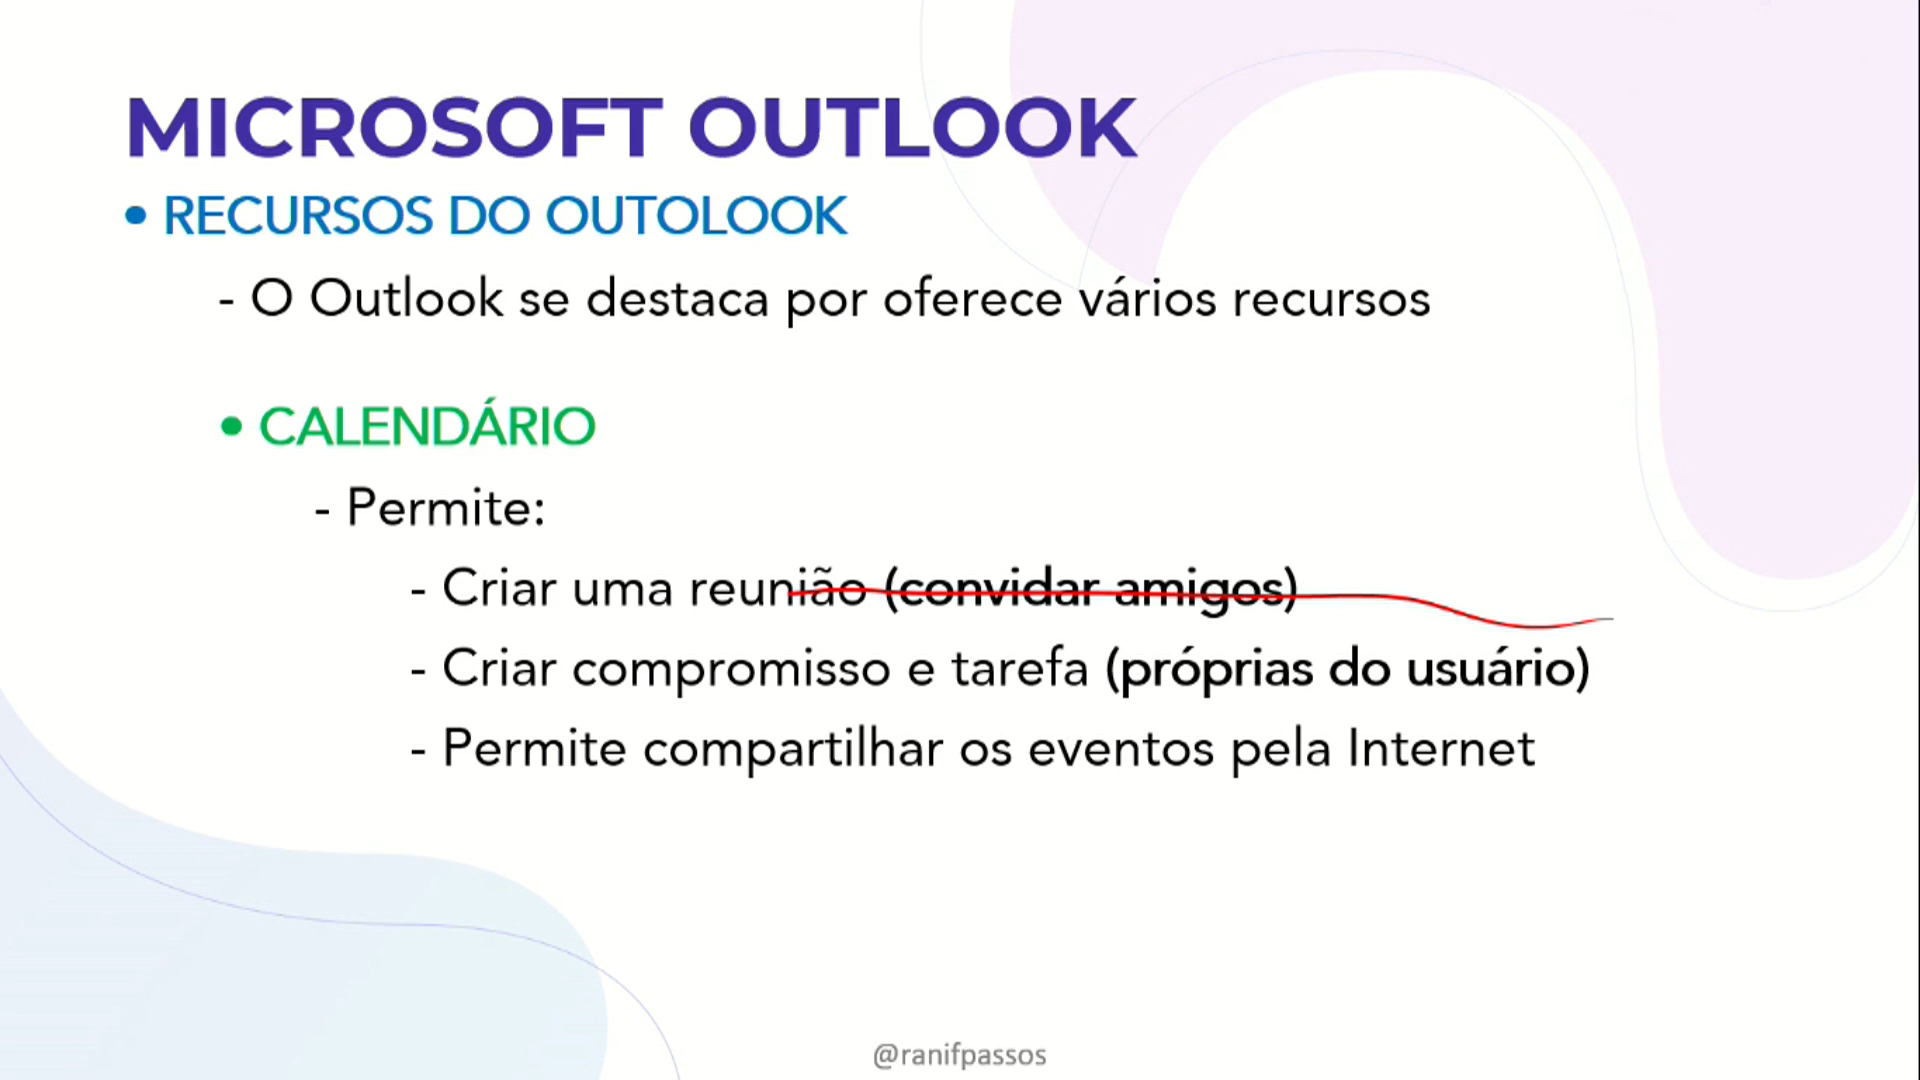 MICROSOFT OUTLOOK
• RECURSOS DO OUTOLOOK
- O Outlook se destaca por oferece vários recursos
• CALENDÁRIO
- Permite:
- Criar uma reunião (convidar amigos)
- Criar compromisso e tarefa (próprias do usuário)
- Permite compartilhar os eventos pela Internet
@ranifpassos